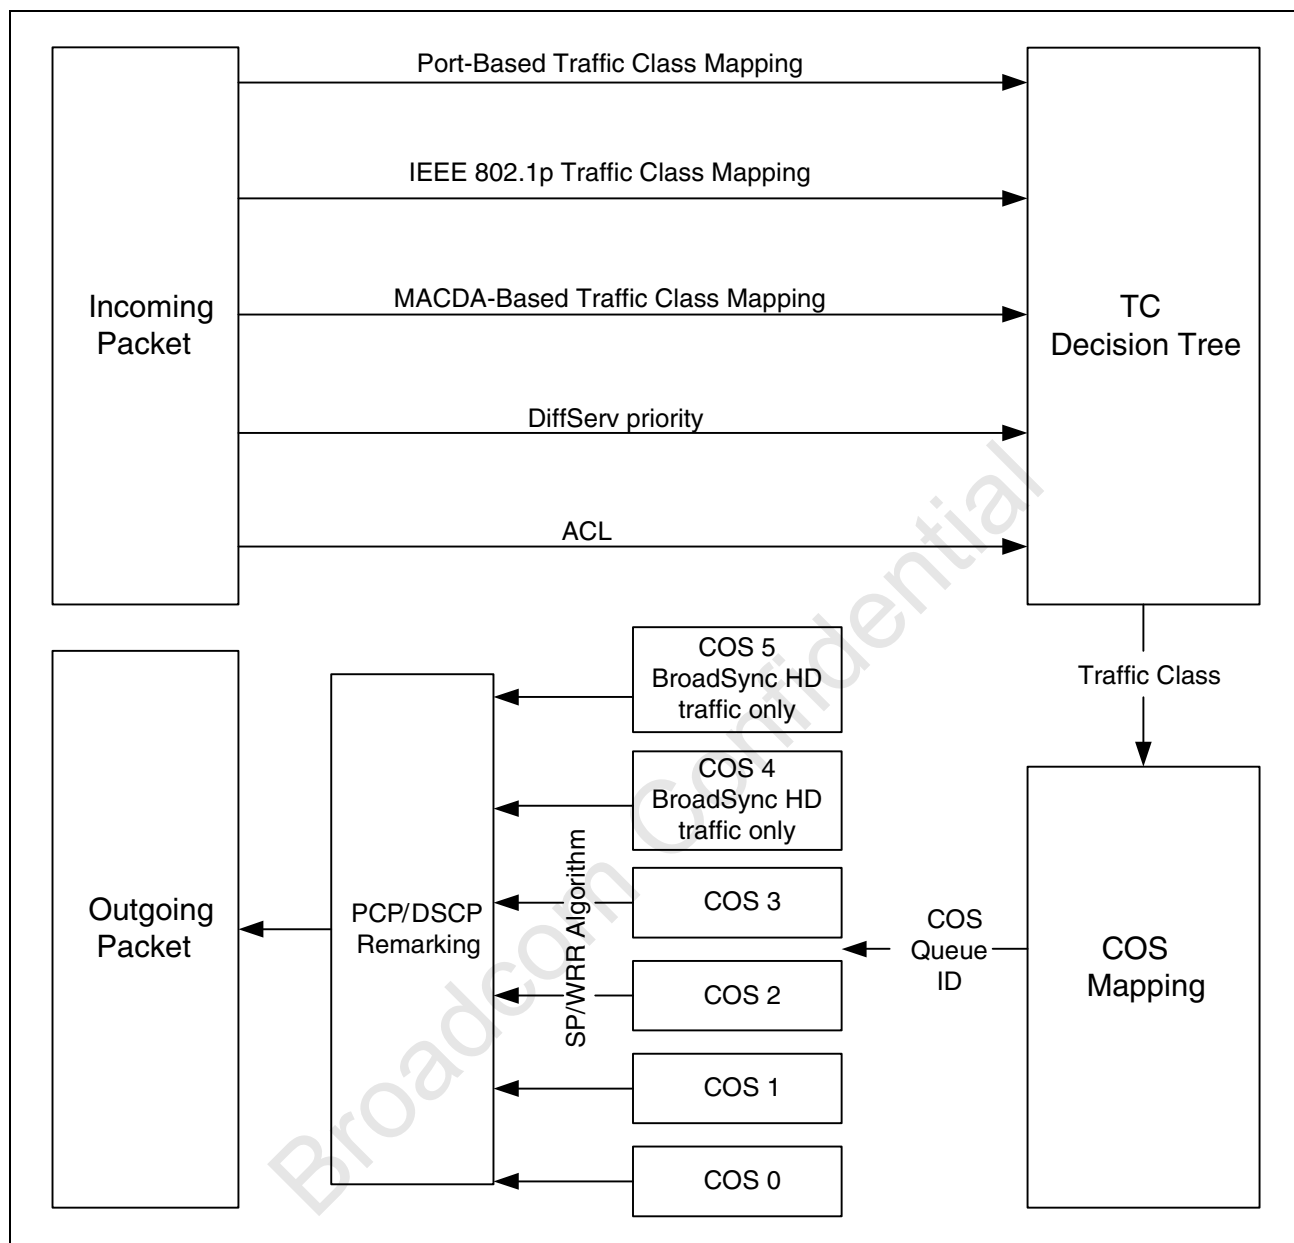 Port-Based Traffic Class Mapping
IEEE 802.1p Traffic Class Mapping
MACDA-Based Traffic Class Mapping
DiffServ priority
ACL
Incoming
Packet
TC
Decision Tree
Traffic Class
COS
Mapping
COS
Queue
ID
COS 5
BroadSync HD
traffic only
COS 4
BroadSync HD
traffic only
COS 3
COS 2
COS 1
COS 0
SP/WRR Algorithm
PCP/DSCP
Remarking
Outgoing
Packet
Broadcom Confidential